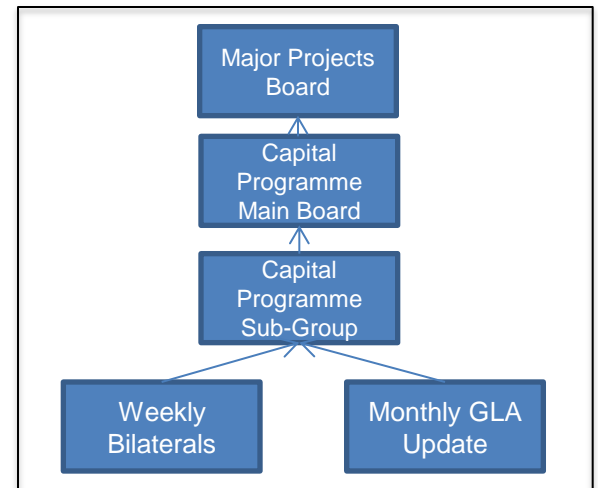 Major Projects
Board
Capital
Programme
Main Board
Capital
Programme
Sub-Group
Weekly
Bilaterals
Monthly GLA
Update